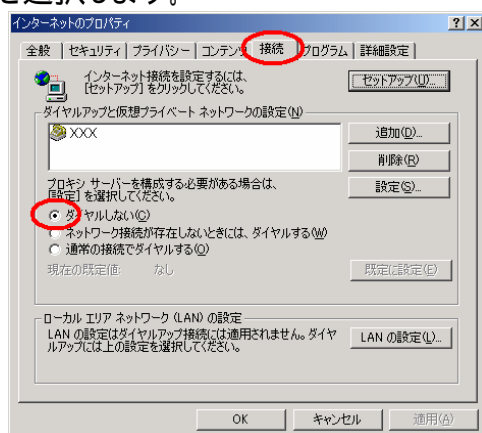 を選択します。
インターネットのプロパティ
全般 セキュリティ プライバシー コンテンツ 接続 プログラム 詳細設定
インターネット接続を設定するには、
[セットアップ] をクリックしてください。
セットアップ(U)...
ダイヤルアップと仮想プライベート ネットワークの設定(N)
XXX
追加(D)...
削除(R)
プロキシ サーバーを構成する必要がある場合は、
[設定] を選択してください。
設定(S)...
ダイヤルしない(C)
ネットワーク接続が存在しないときには、ダイヤルする(W)
通常の接続でダイヤルする(O)
現在の既定値: なし
既定に設定(E)
ローカル エリア ネットワーク (LAN) の設定
LAN の設定はダイヤルアップ接続には適用されません。ダイヤ
ルアップには上の設定を選択してください。
LAN の設定(L)...
OK キャンセル 適用(A)